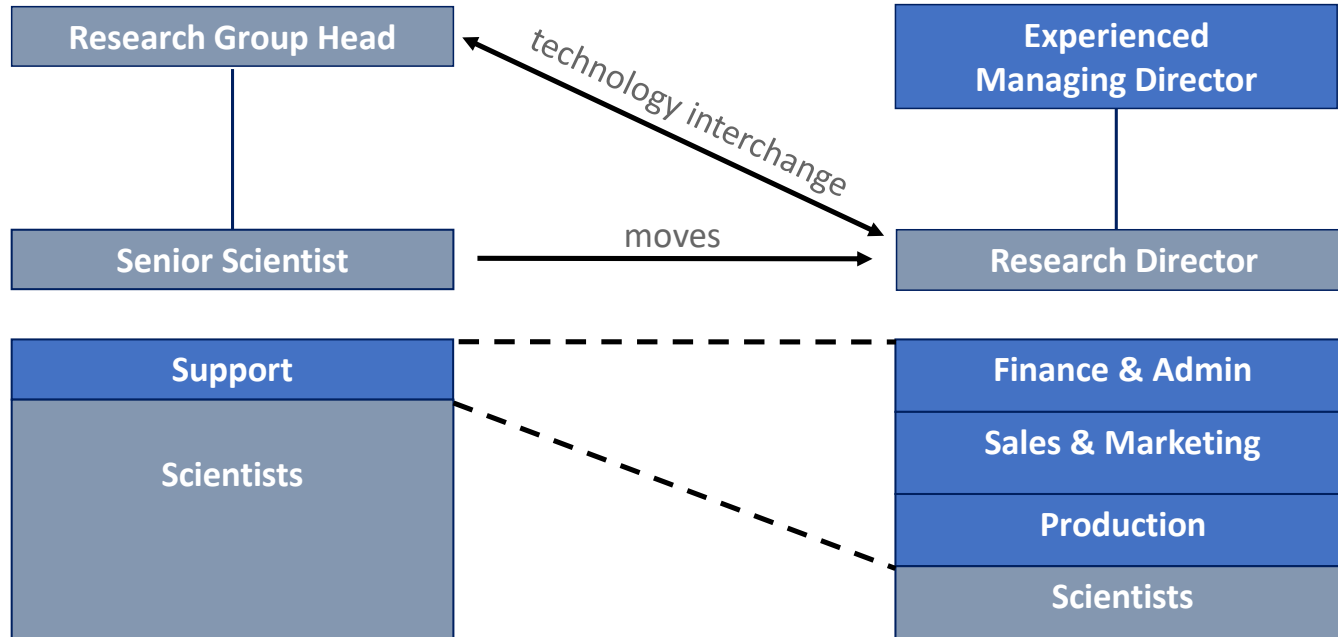 Research Group Head
technology interchange
Experienced
Managing Director
Senior Scientist
moves
Research Director
Support
Scientists
Finance & Admin
Sales & Marketing
Production
Scientists